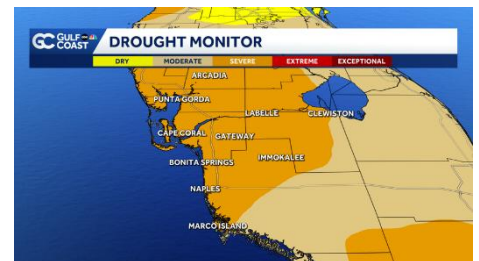 GC GULF COAST DROUGHT MONITOR
DRY MODERATE SEVERE EXTREME EXCEPTIONAL
ARCADIA
PUNTA GORDA
LABELLE CLEWISTON
CAPE CORAL GATEWAY
BONITA SPRINGS IMMOKALEE
NAPLES
MARCO ISLAND